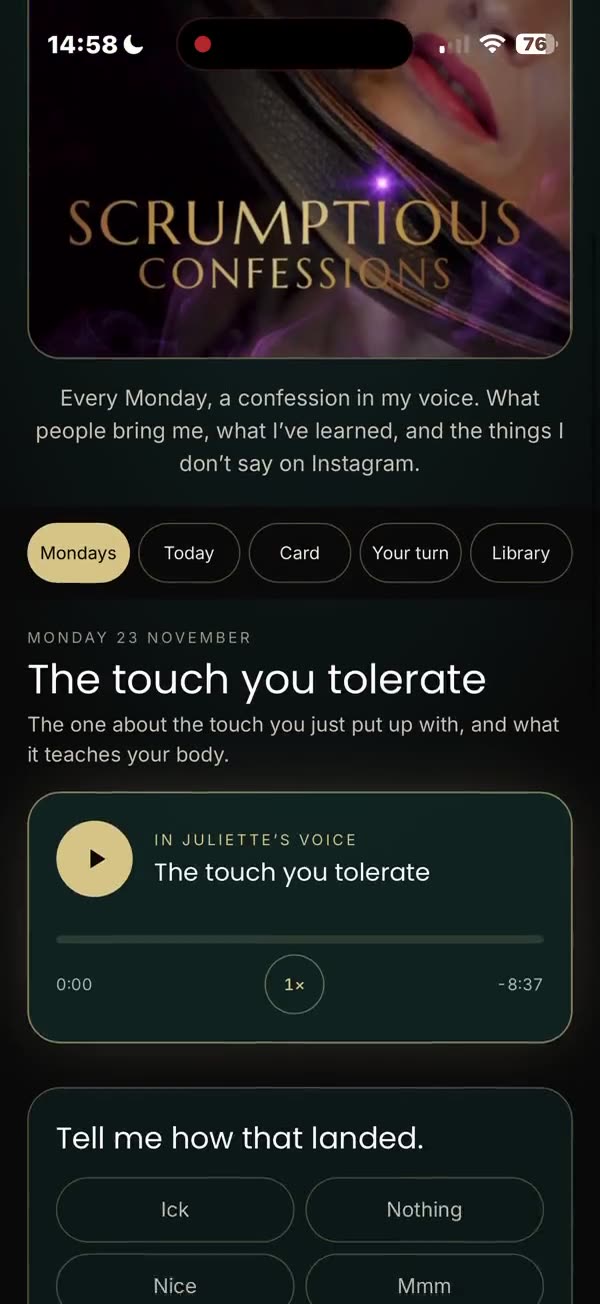 14:58
76
SCRUMPTIOUS
CONFESSIONS
Every Monday, a confession in my voice. What
people bring me, what I’ve learned, and the things I
don’t say on Instagram.
Mondays
Today
Card
Your turn
Library
MONDAY 23 NOVEMBER
The touch you tolerate
The one about the touch you just put up with, and what
it teaches your body.
IN JULIETTE’S VOICE
The touch you tolerate
0:00
1×
-8:37
Tell me how that landed.
Ick
Nothing
Nice
Mmm